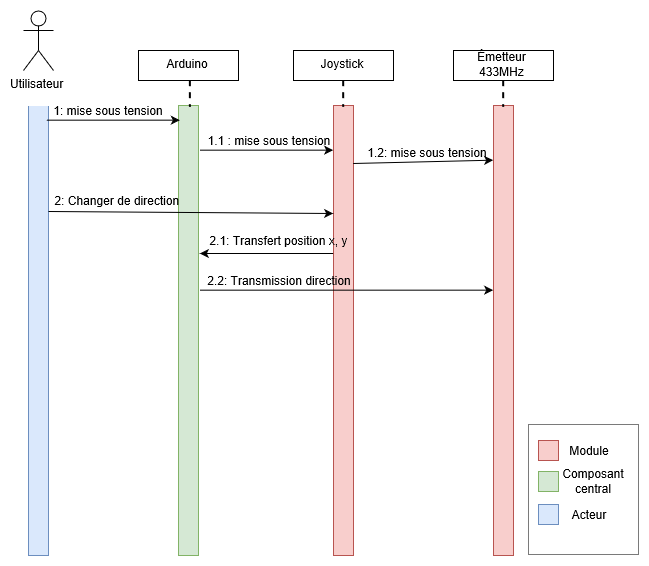 Utilisateur
Arduino
Joystick
Émetteur
433MHz
1: mise sous tension
1.1 : mise sous tension
1.2: mise sous tension
2: Changer de direction
2.1: Transfert position x, y
2.2: Transmission direction
Module
Composant
central
Acteur